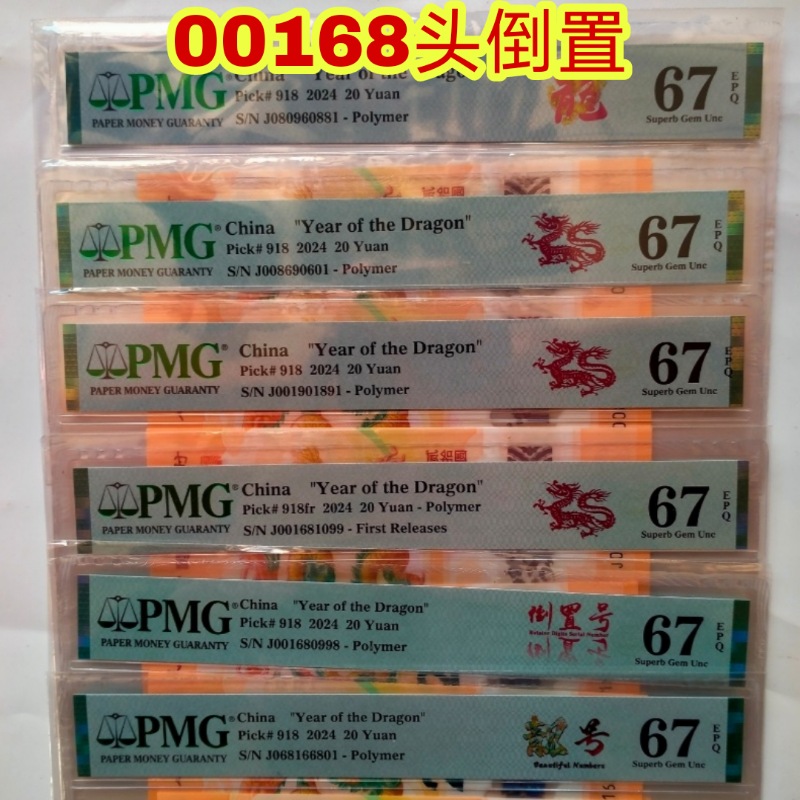 00168头倒置
PMG® China "Year of the Dragon"
Pick# 918 2024 20 Yuan
PAPER MONEY GUARANTY
S/N J080960881 - Polymer
龍
67 EPQ
Superb Gem Unc
PMG® China "Year of the Dragon"
Pick# 918 2024 20 Yuan
PAPER MONEY GUARANTY
S/N J008690601 - Polymer
67 EPQ
Superb Gem Unc
PMG® China "Year of the Dragon"
Pick# 918 2024 20 Yuan
PAPER MONEY GUARANTY
S/N J001901891 - Polymer
67 EPQ
Superb Gem Unc
PMG® China "Year of the Dragon"
Pick# 918fr 2024 20 Yuan - Polymer
PAPER MONEY GUARANTY
S/N J001681099 - First Releases
67 EPQ
Superb Gem Unc
PMG® China "Year of the Dragon"
Pick# 918 2024 20 Yuan
PAPER MONEY GUARANTY
S/N J001680998 - Polymer
倒置号
67 EPQ
Superb Gem Unc
PMG® China "Year of the Dragon"
Pick# 918 2024 20 Yuan
PAPER MONEY GUARANTY
S/N J068166801 - Polymer
靓号
Beautiful Numbers
67 EPQ
Superb Gem Unc